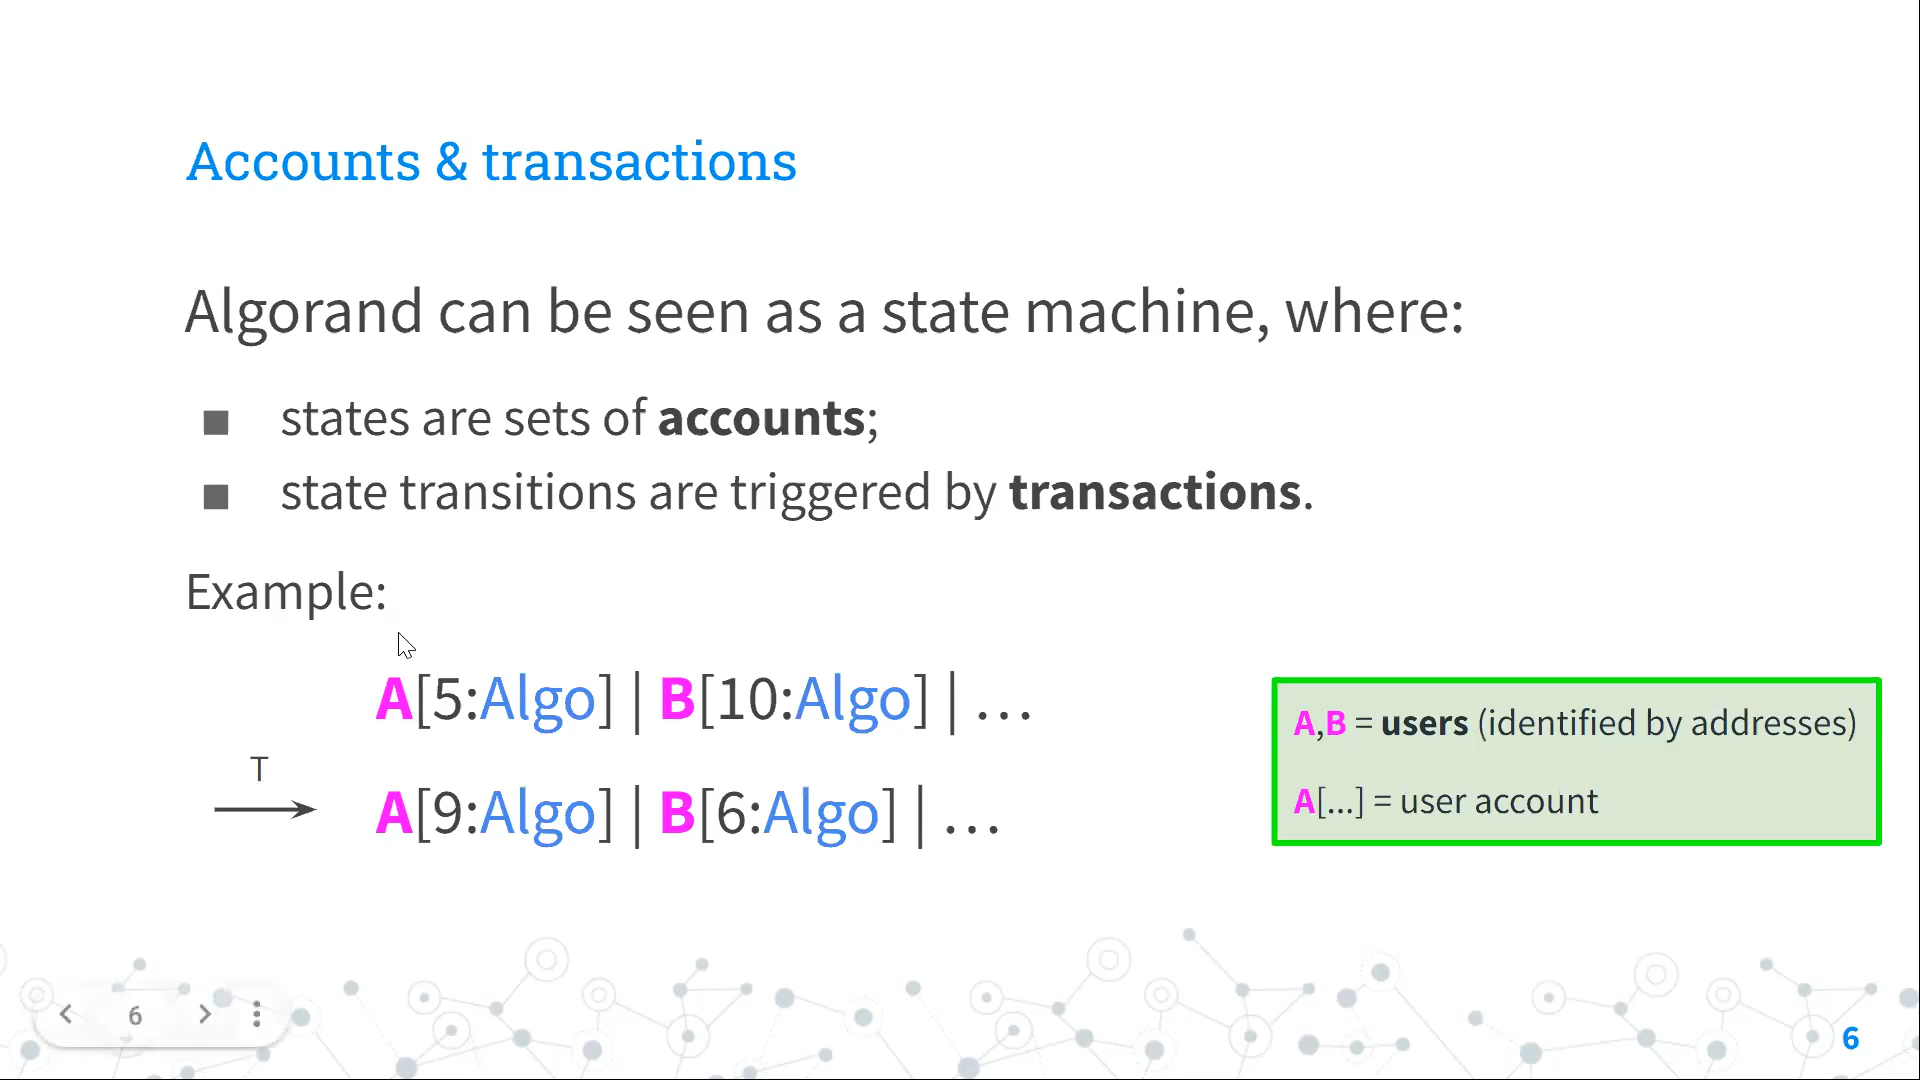 Accounts & transactions
Algorand can be seen as a state machine, where:
■ states are sets of accounts;
■ state transitions are triggered by transactions.
Example:
A[5:Algo] | B[10:Algo] | …
T
A[9:Algo] | B[6:Algo] | …
A,B = users (identified by addresses)
A[...] = user account
6
6